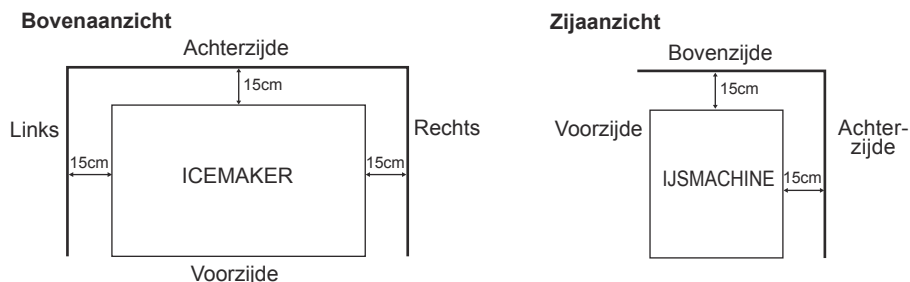 Bovenaanzicht
Achterzijde
15cm
Links
Rechts
15cm
ICEMAKER
15cm
Voorzijde
Zijaanzicht
Bovenzijde
15cm
Voorzijde
Achter-
zijde
IJSMACHINE
15cm